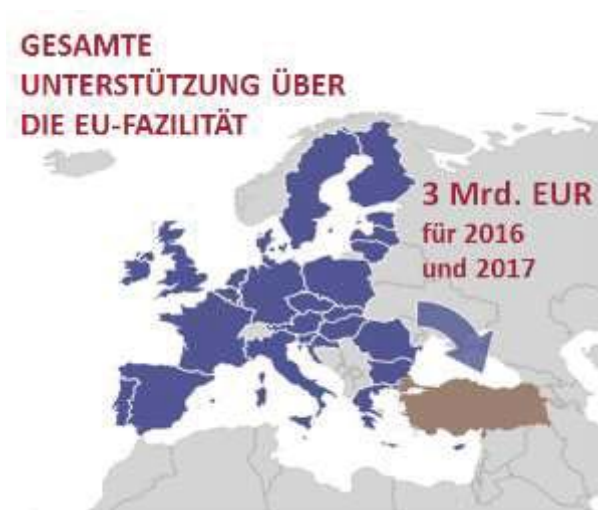 GESAMTE
UNTERSTÜTZUNG ÜBER
DIE EU-FAZILITÄT
3 Mrd. EUR
für 2016
und 2017